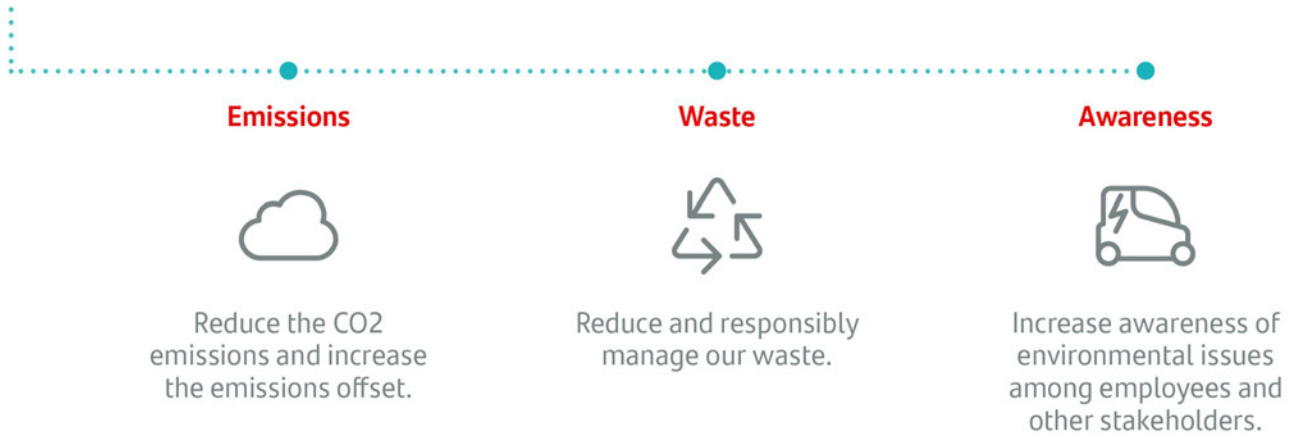 Emissions
Waste
Awareness
Reduce the CO2
emissions and increase
the emissions offset.
Reduce and responsibly
manage our waste.
Increase awareness of
environmental issues
among employees and
other stakeholders.